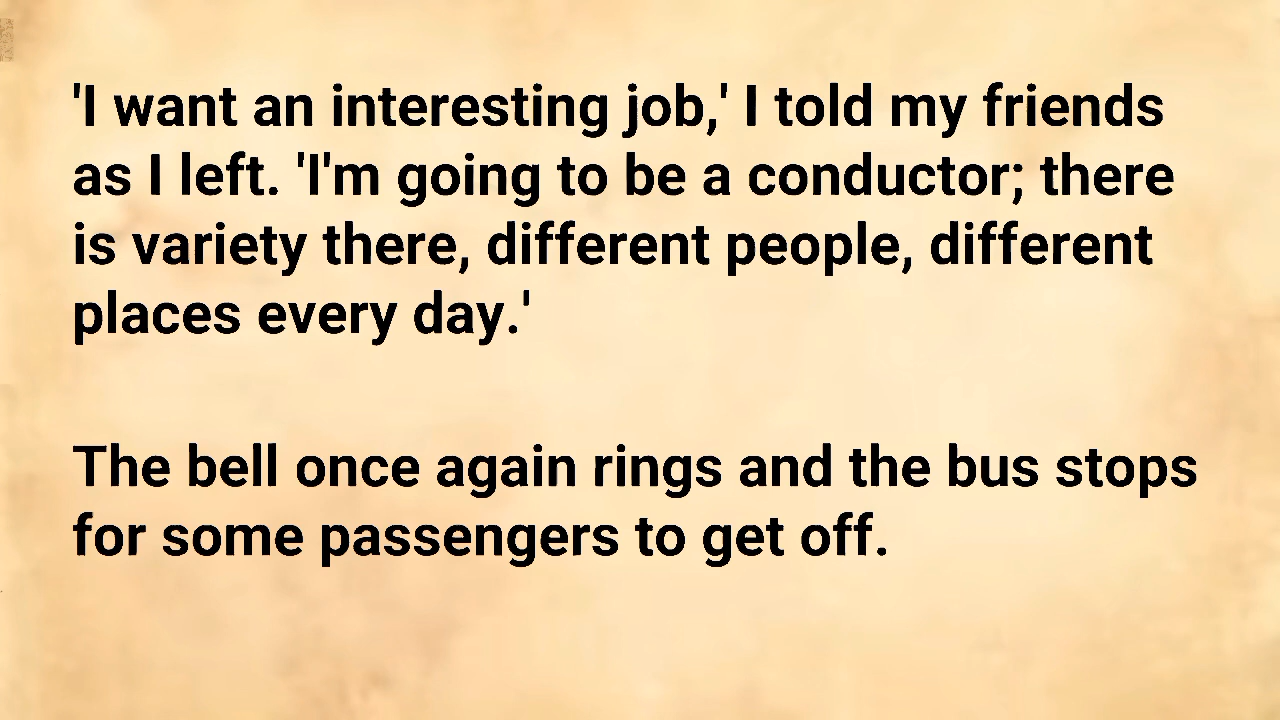 'I want an interesting job,' I told my friends
as I left. 'I'm going to be a conductor; there
is variety there, different people, different
places every day.'
The bell once again rings and the bus stops
for some passengers to get off.